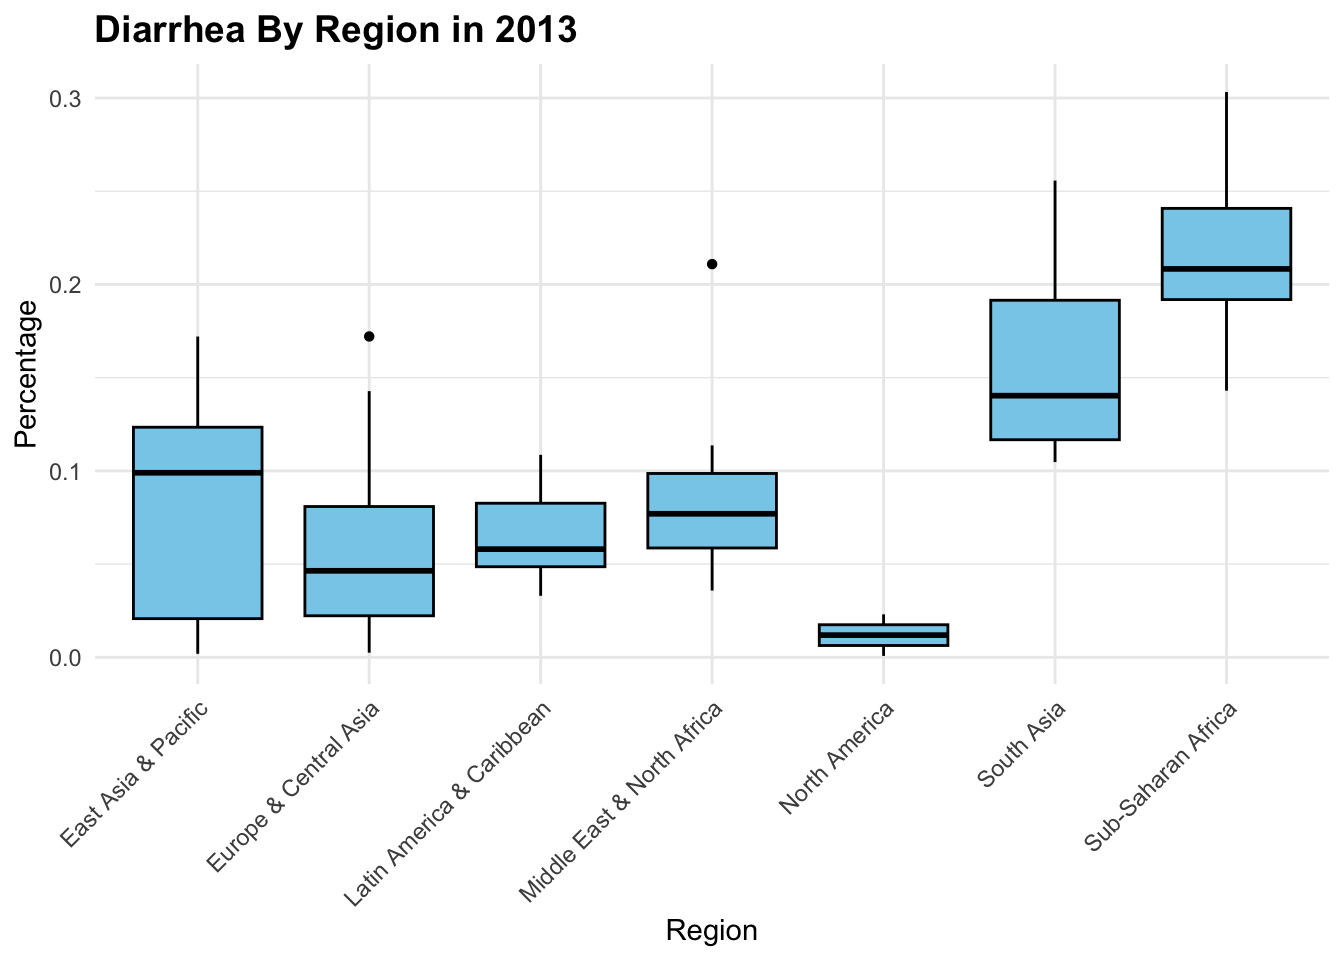 Diarrhea By Region in 2013
Percentage
0.3
0.2
0.1
0.0
East Asia & Pacific
Europe & Central Asia
Latin America & Caribbean
Middle East & North Africa
North America
South Asia
Sub-Saharan Africa
Region